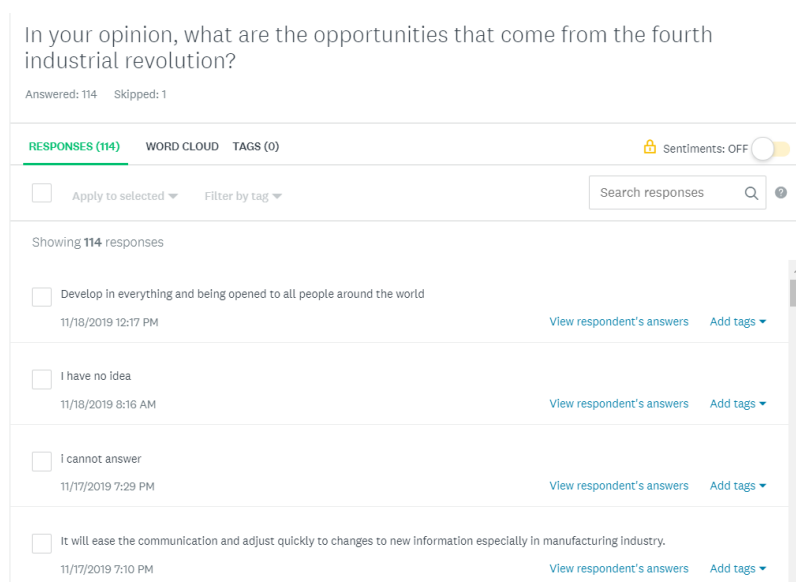 In your opinion, what are the opportunities that come from the fourth
industrial revolution?
Answered: 114 Skipped: 1
RESPONSES (114) WORD CLOUD TAGS (0) Sentiments: OFF
Apply to selected Filter by tag Search responses ?
Showing 114 responses
Develop in everything and being opened to all people around the world
11/18/2019 12:17 PM View respondent's answers Add tags
I have no idea
11/18/2019 8:16 AM View respondent's answers Add tags
i cannot answer
11/17/2019 7:29 PM View respondent's answers Add tags
It will ease the communication and adjust quickly to changes to new information especially in manufacturing industry.
11/17/2019 7:10 PM View respondent's answers Add tags